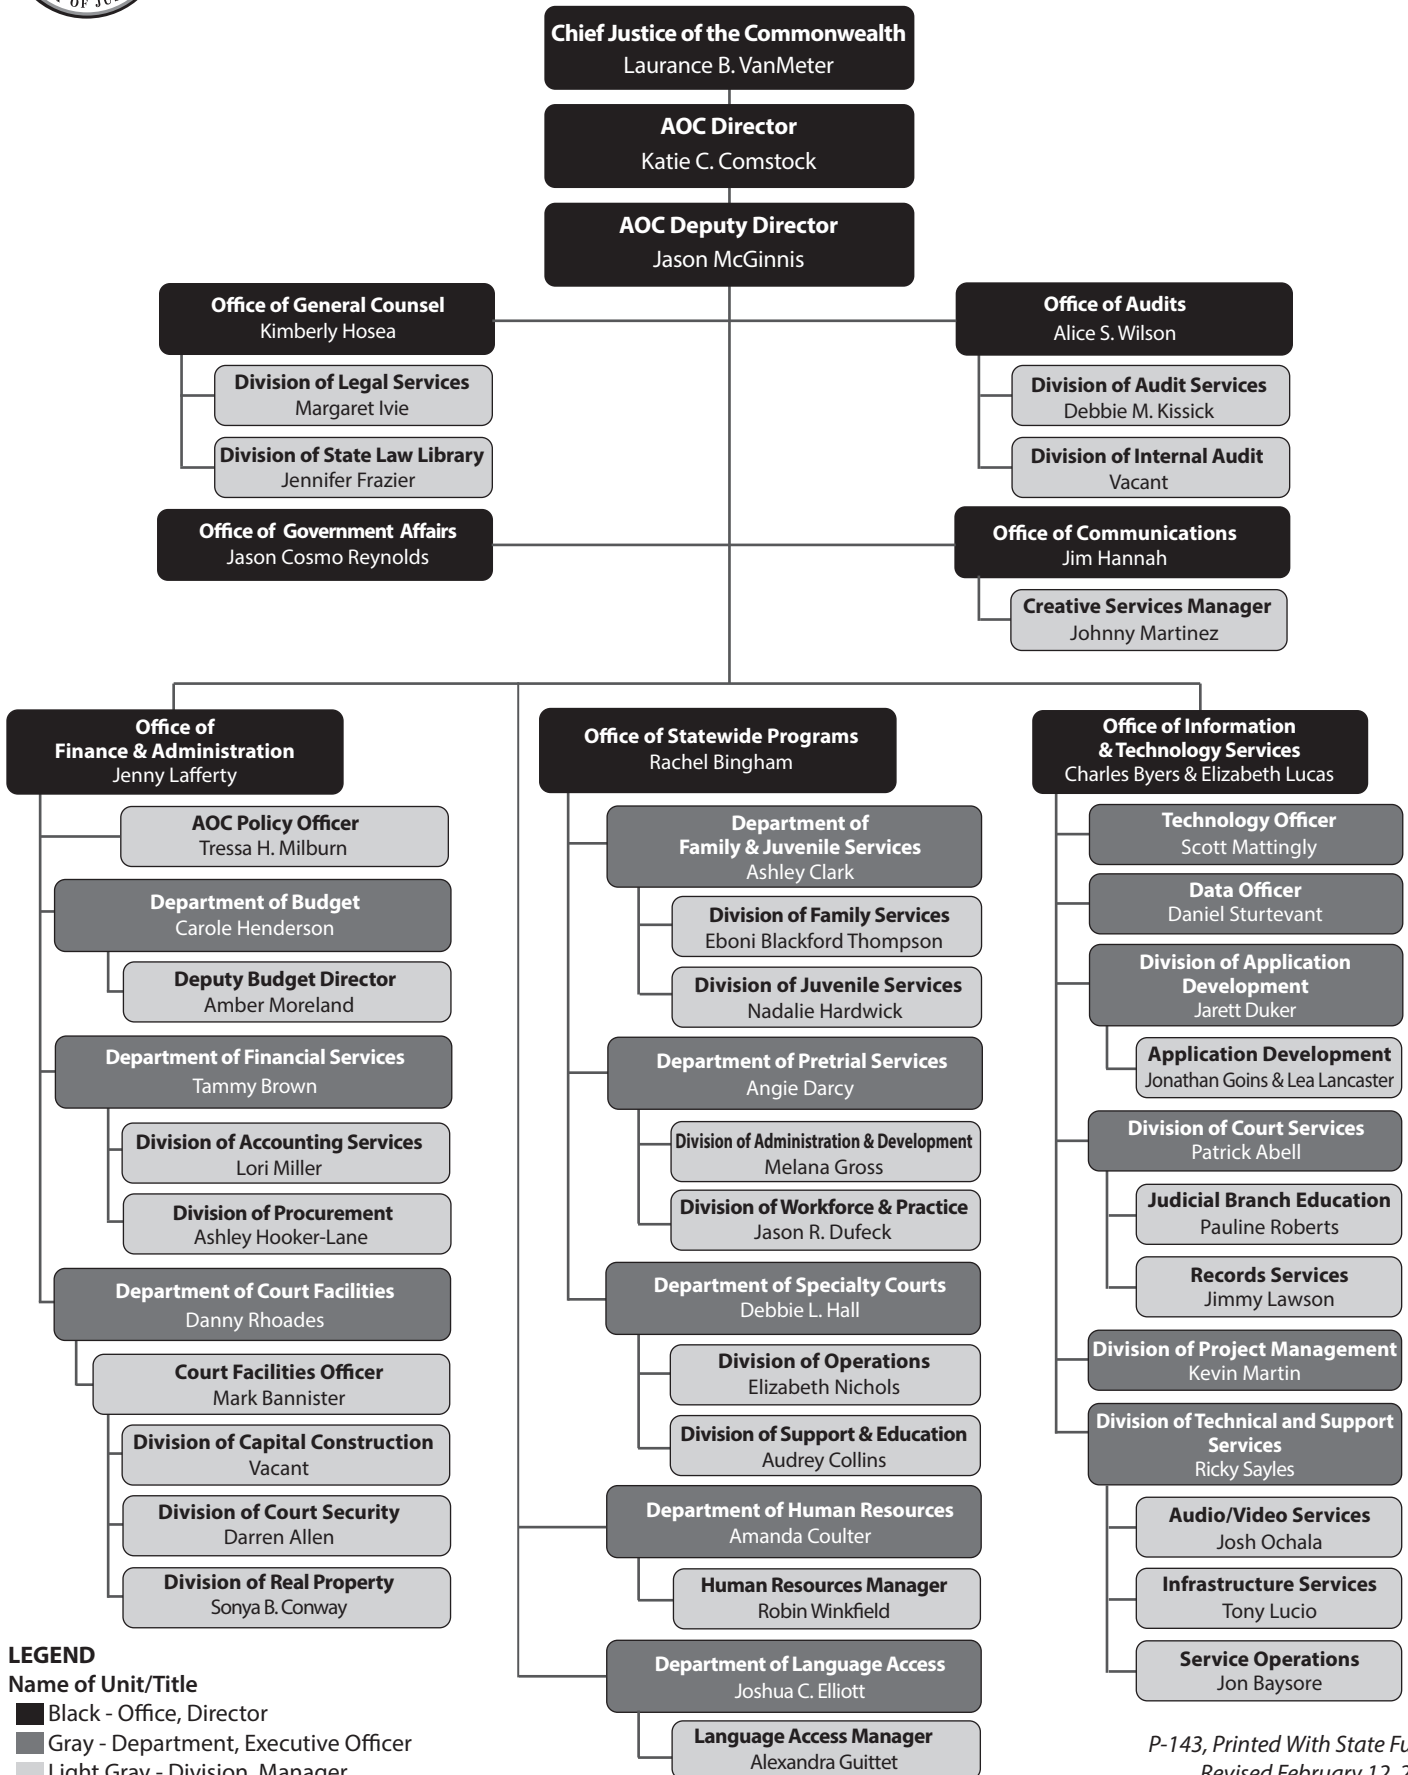 OF JU
Chief Justice of the Commonwealth
Laurance B. VanMeter
AOC Director
Katie C. Comstock
AOC Deputy Director
Jason McGinnis
Office of General Counsel
Kimberly Hosea
Division of Legal Services
Margaret Ivie
Division of State Law Library
Jennifer Frazier
Office of Government Affairs
Jason Cosmo Reynolds
Office of Audits
Alice S. Wilson
Division of Audit Services
Debbie M. Kissick
Division of Internal Audit
Vacant
Office of Communications
Jim Hannah
Creative Services Manager
Johnny Martinez
Office of
Finance & Administration
Jenny Lafferty
AOC Policy Officer
Tressa H. Milburn
Department of Budget
Carole Henderson
Deputy Budget Director
Amber Moreland
Department of Financial Services
Tammy Brown
Division of Accounting Services
Lori Miller
Division of Procurement
Ashley Hooker-Lane
Department of Court Facilities
Danny Rhoades
Court Facilities Officer
Mark Bannister
Division of Capital Construction
Vacant
Division of Court Security
Darren Allen
Division of Real Property
Sonya B. Conway
Office of Statewide Programs
Rachel Bingham
Department of
Family & Juvenile Services
Ashley Clark
Division of Family Services
Eboni Blackford Thompson
Division of Juvenile Services
Nadalie Hardwick
Department of Pretrial Services
Angie Darcy
Division of Administration & Development
Melana Gross
Division of Workforce & Practice
Jason R. Dufeck
Department of Specialty Courts
Debbie L. Hall
Division of Operations
Elizabeth Nichols
Division of Support & Education
Audrey Collins
Department of Human Resources
Amanda Coulter
Human Resources Manager
Robin Winkfield
Department of Language Access
Joshua C. Elliott
Language Access Manager
Alexandra Guittet
Office of Information
& Technology Services
Charles Byers & Elizabeth Lucas
Technology Officer
Scott Mattingly
Data Officer
Daniel Sturtevant
Division of Application
Development
Jarett Duker
Application Development
Jonathan Goins & Lea Lancaster
Division of Court Services
Patrick Abell
Judicial Branch Education
Pauline Roberts
Records Services
Jimmy Lawson
Division of Project Management
Kevin Martin
Division of Technical and Support
Services
Ricky Sayles
Audio/Video Services
Josh Ochala
Infrastructure Services
Tony Lucio
Service Operations
Jon Baysore
LEGEND
Name of Unit/Title
Black - Office, Director
Gray - Department, Executive Officer
Light Gray - Division, Manager
P-143, Printed With State Fu
Revised February 12, 2